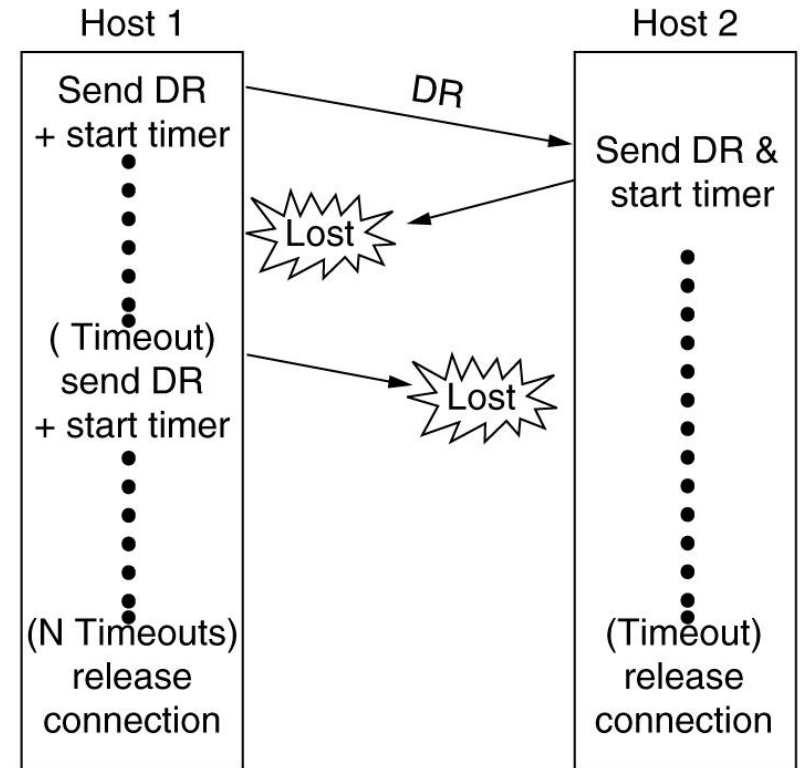 Host 1
Host 2
Send DR
+ start timer
DR
Send DR &
start timer
Lost
( Timeout)
send DR
+ start timer
Lost
(N Timeouts)
release
connection
(Timeout)
release
connection